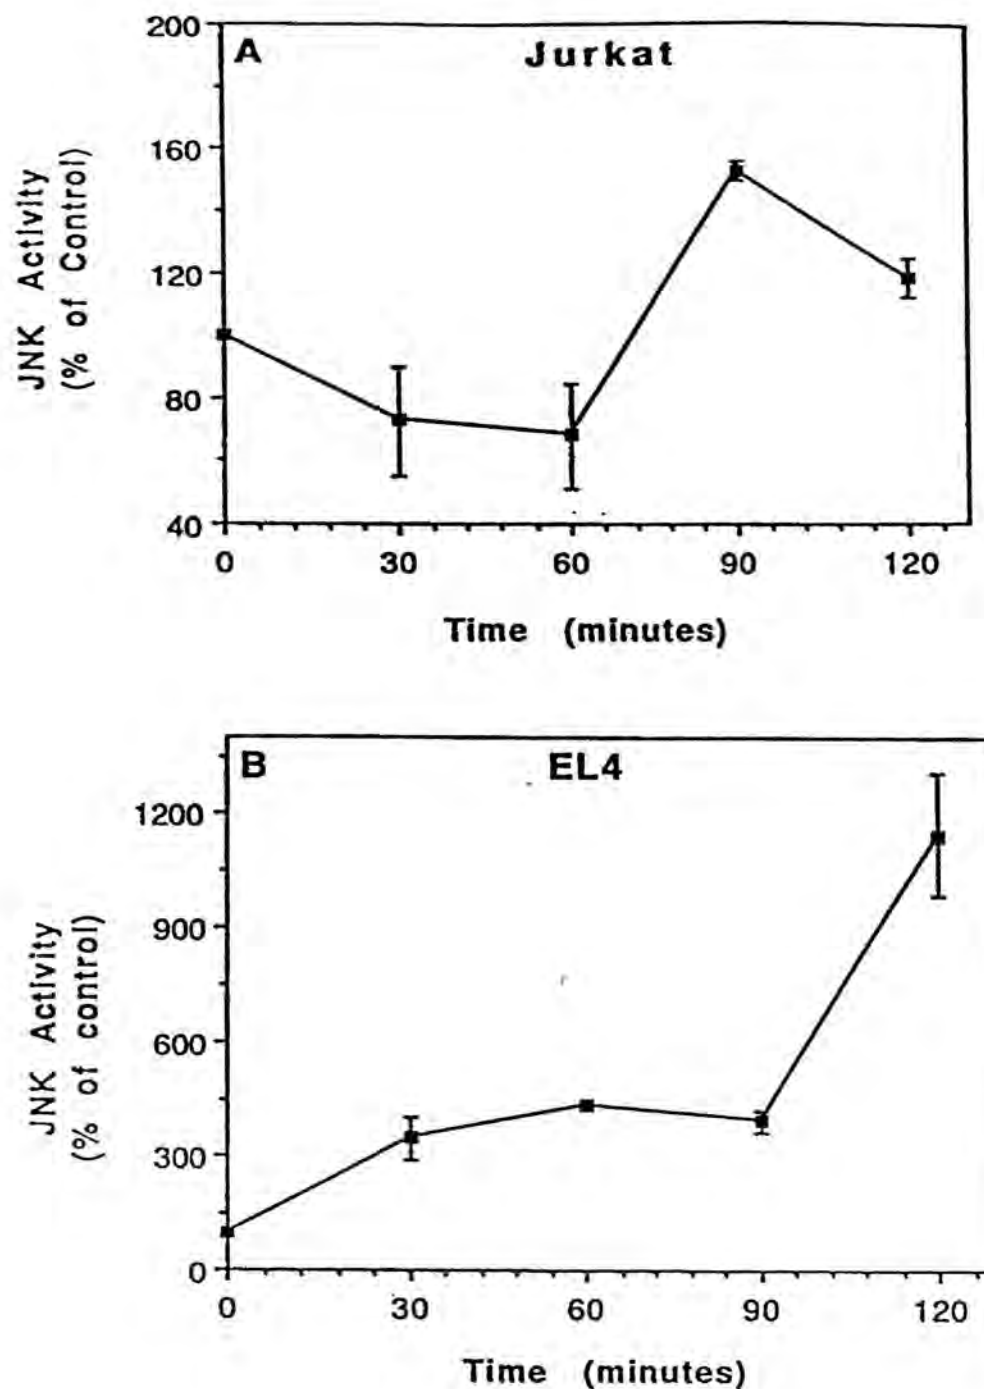 A Jurkat
200
160
120
80
40
JNK Activity
(% of Control)
0 30 60 90 120
Time (minutes)
B EL4
1200
900
600
300
0
JNK Activity
(% of control)
0 30 60 90 120
Time (minutes)